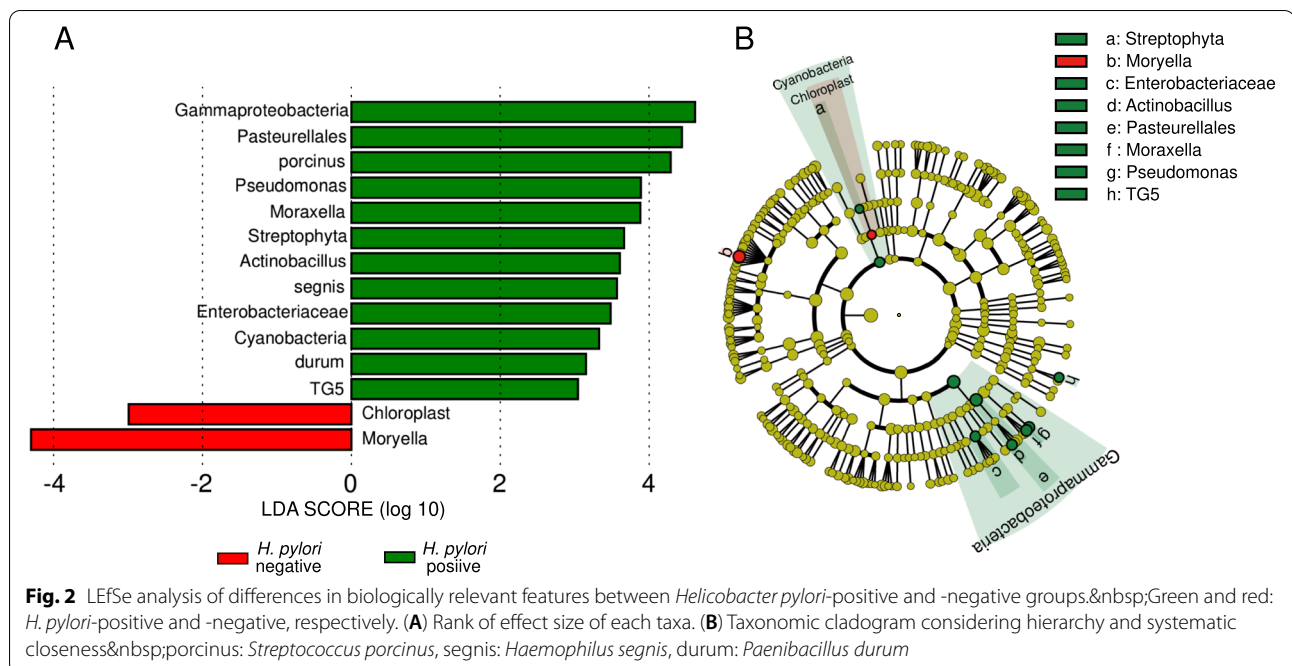 A
Gammaproteobacteria
Pasteurellales
porcinus
Pseudomonas
Moraxella
Streptophyta
Actinobacillus
segnis
Enterobacteriaceae
Cyanobacteria
durum
TG5
Chloroplast
Moryella
-4 -2 0 2 4
LDA SCORE (log 10)
H. pylori
negative
H. pylori
posiive
B
Cyanobacteria
Chloroplast
a
b
h
g f
d
c
e
Gammaproteobacteria
a: Streptophyta
b: Moryella
c: Enterobacteriaceae
d: Actinobacillus
e: Pasteurellales
f : Moraxella
g: Pseudomonas
h: TG5
Fig. 2 LEfSe analysis of differences in biologically relevant features between Helicobacter pylori-positive and -negative groups.&nbsp;Green and red:
H. pylori-positive and -negative, respectively. (A) Rank of effect size of each taxa. (B) Taxonomic cladogram considering hierarchy and systematic
closeness&nbsp;porcinus: Streptococcus porcinus, segnis: Haemophilus segnis, durum: Paenibacillus durum